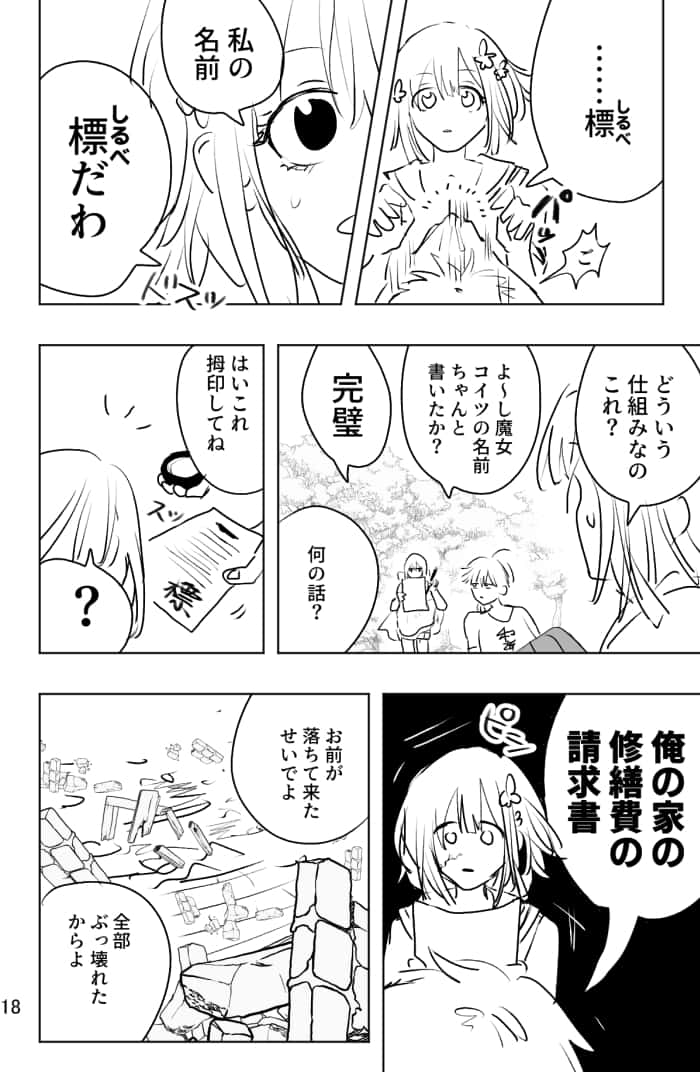 ……標
しるべ
パッ
私の
名前
標だわ
しるべ
ドスッ
どういう
仕組みなの
これ？
よ〜し魔女
コイツの名前
ちゃんと
書いたか？
完璧
何の話？
はいこれ
拇印してね
スッ
標
？
俺の家の
修繕費の
請求書
ピシッ
お前が
落ちて来た
せいでよ
全部
ぶっ壊れた
からよ
18